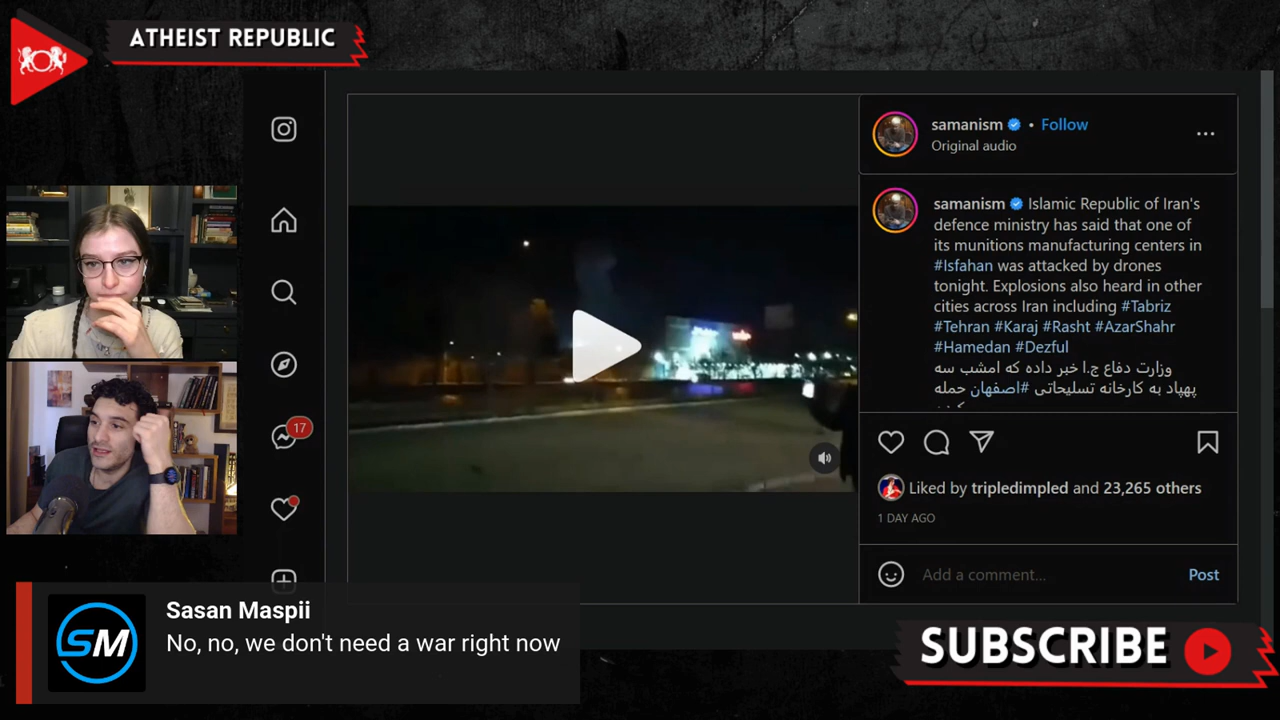 ATHEIST REPUBLIC
samanism • Follow
Original audio
samanism Islamic Republic of Iran's
defence ministry has said that one of
its munitions manufacturing centers in
#Isfahan was attacked by drones
tonight. Explosions also heard in other
cities across Iran including #Tabriz
#Tehran #Karaj #Rasht #AzarShahr
#Hamedan #Dezful
وزارت دفاع ج.ا خبر داده که امشب سه
پهپاد به کارخانه تسلیحاتی #اصفهان حمله
17
Liked by tripledimpled and 23,265 others
1 DAY AGO
Add a comment... Post
SM
Sasan Maspii
No, no, we don't need a war right now
SUBSCRIBE